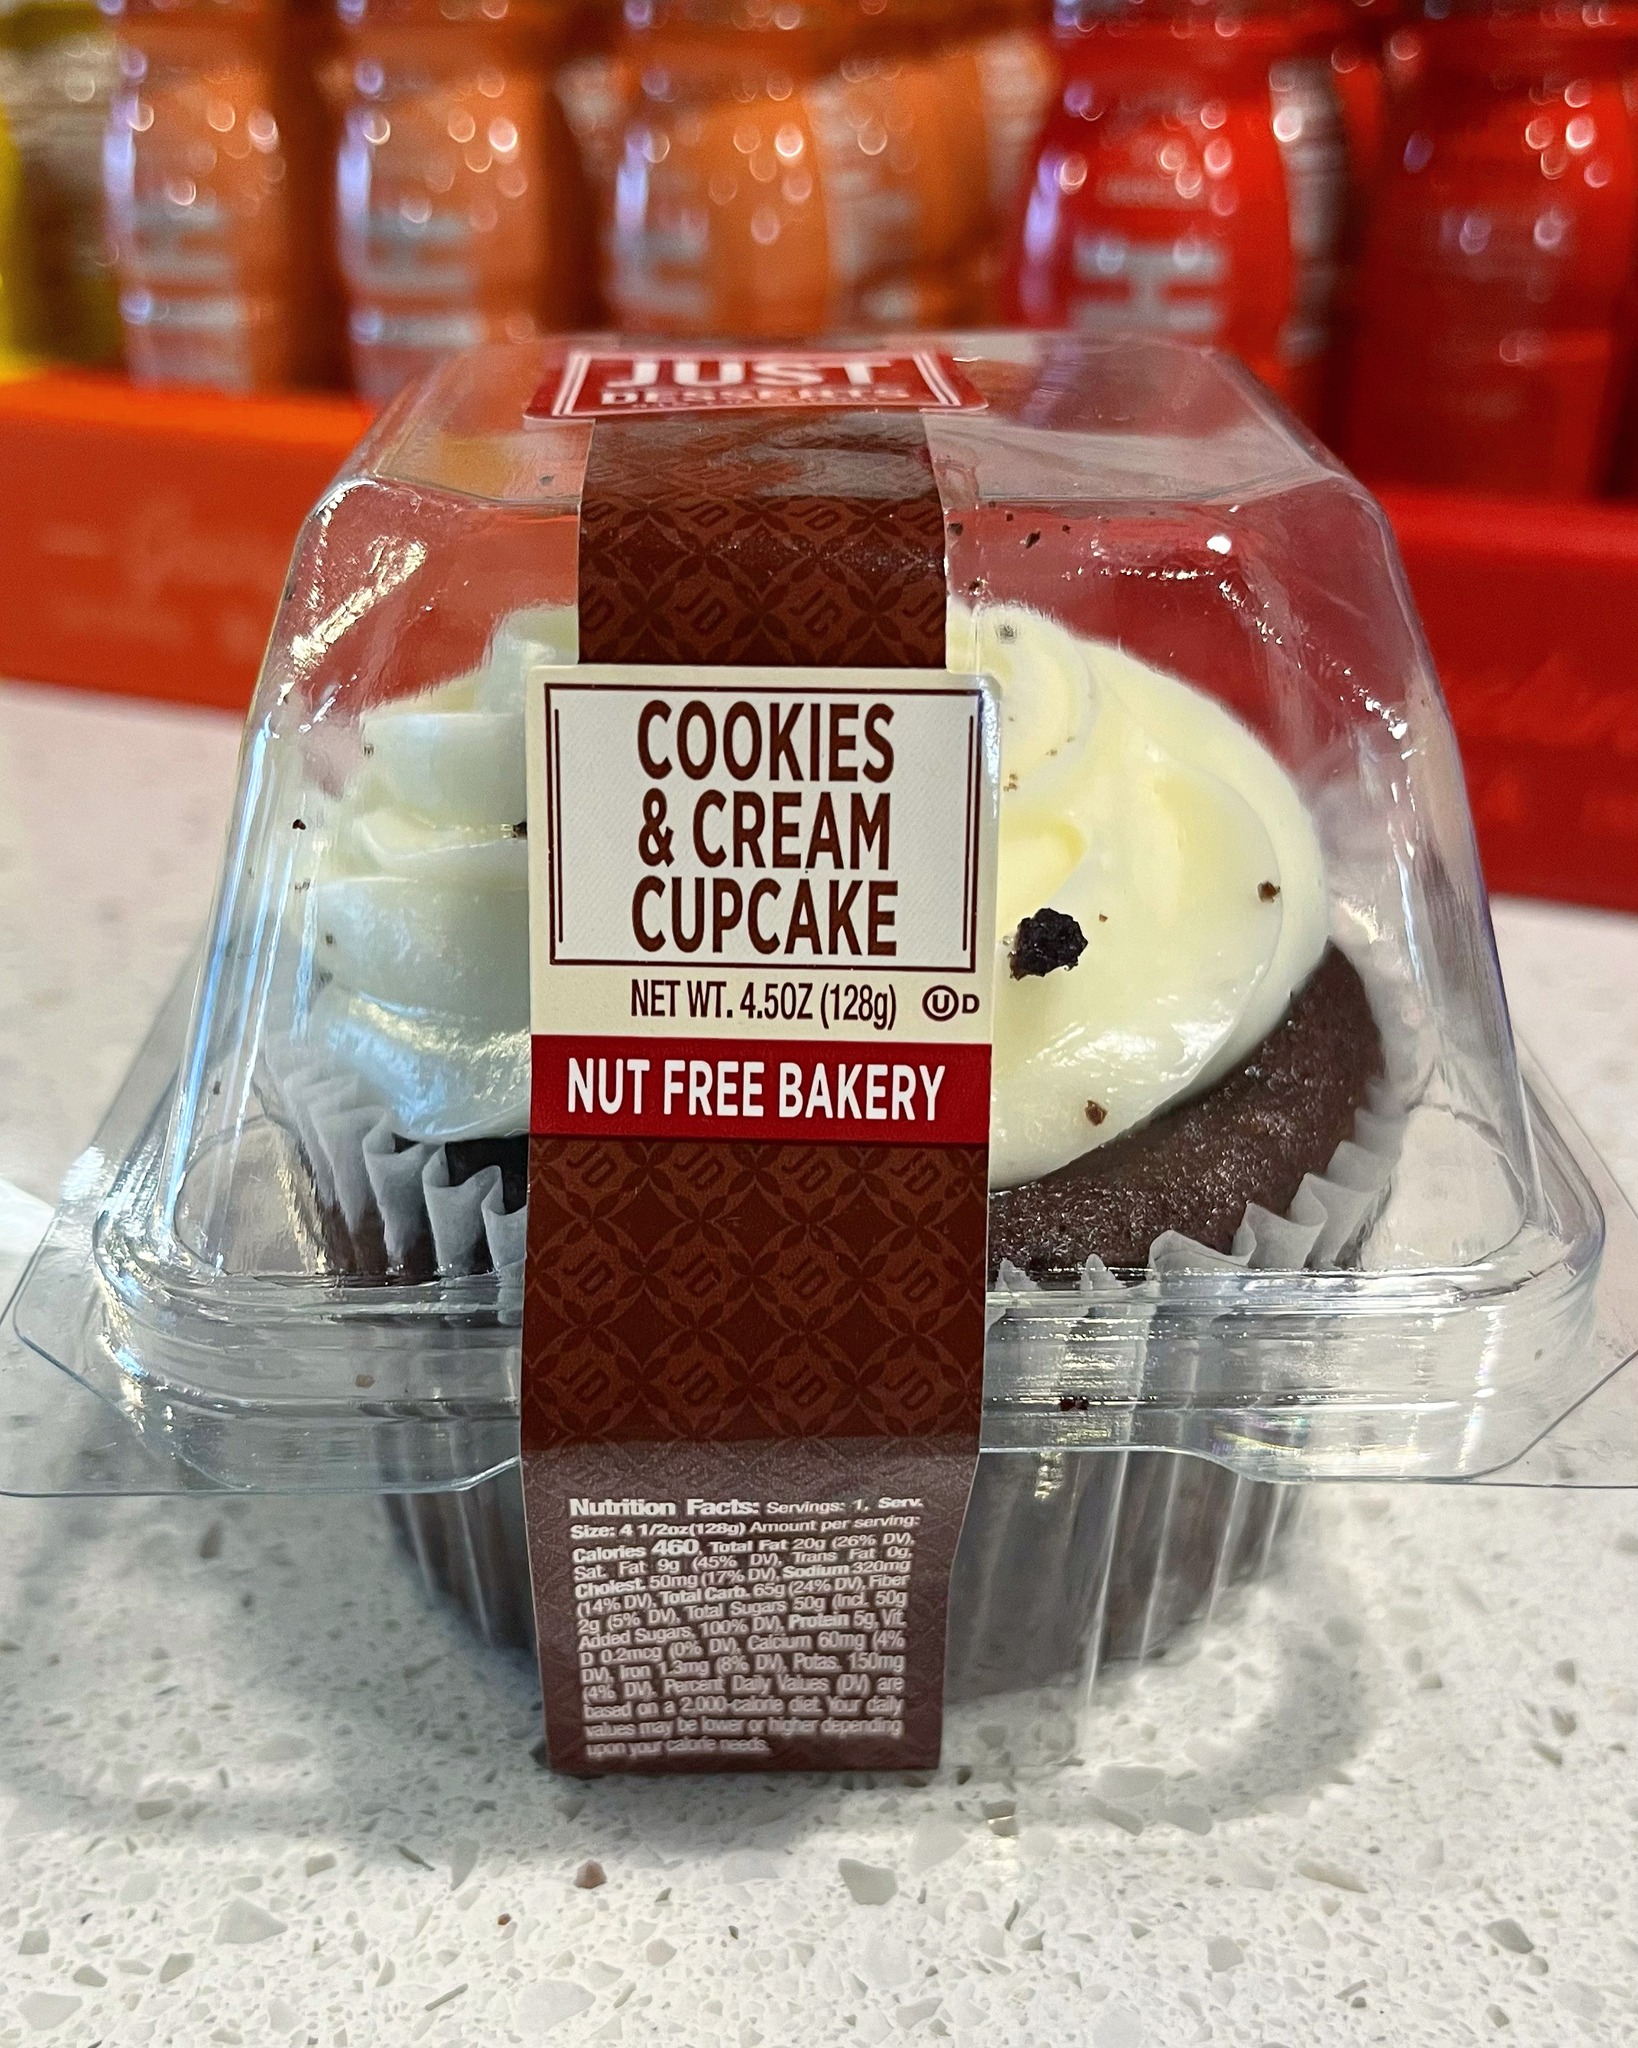 JUST
DESSERTS
COOKIES
& CREAM
CUPCAKE
NET WT. 4.5OZ (128g) U D
NUT FREE BAKERY
Nutrition Facts: Servings: 1, Serv.
Size: 4 1/2oz(128g) Amount per serving:
Calories 460, Total Fat 20g (26% DV),
Sat. Fat 9g (45% DV), Trans Fat 0g,
Cholest. 50mg (17% DV), Sodium 320mg
(14% DV), Total Carb. 65g (24% DV), Fiber
2g (5% DV), Total Sugars 50g (Incl. 50g
Added Sugars, 100% DV), Protein 5g, Vit.
D 0.2mcg (0% DV), Calcium 60mg (4%
DV), Iron 1.3mg (8% DV), Potas. 150mg
(4% DV). Percent Daily Values (DV) are
based on a 2,000-calorie diet. Your daily
values may be lower or higher depending
upon your calorie needs.